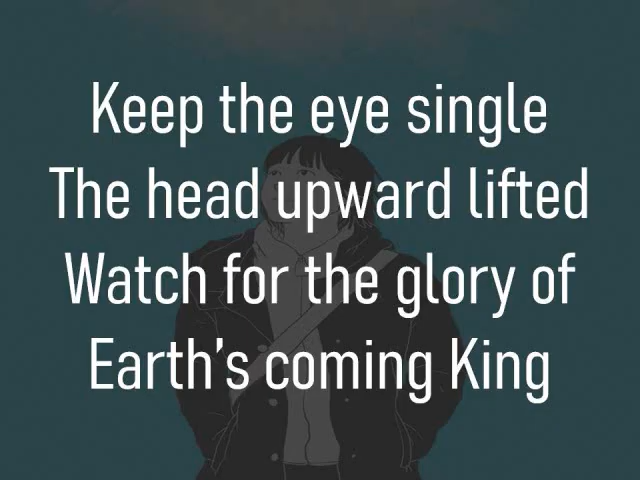 Keep the eye single
The head upward lifted
Watch for the glory of
Earth's coming King